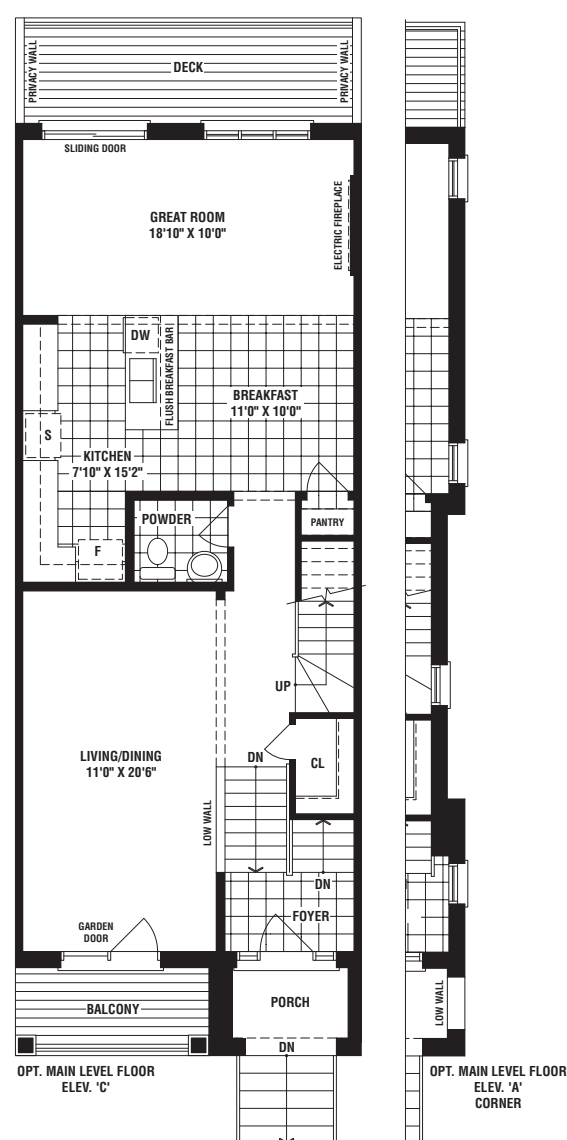 PRIVACY WALL
DECK
PRIVACY WALL
SLIDING DOOR
GREAT ROOM
18'10" X 10'0"
ELECTRIC FIREPLACE
DW
FLUSH BREAKFAST BAR
BREAKFAST
11'0" X 10'0"
S
KITCHEN
7'10" X 15'2"
POWDER
PANTRY
F
UP
LIVING/DINING
11'0" X 20'6"
DN
CL
LOW WALL
DN
FOYER
GARDEN
DOOR
BALCONY
PORCH
LOW WALL
DN
OPT. MAIN LEVEL FLOOR
ELEV. 'C'
OPT. MAIN LEVEL FLOOR
ELEV. 'A'
CORNER